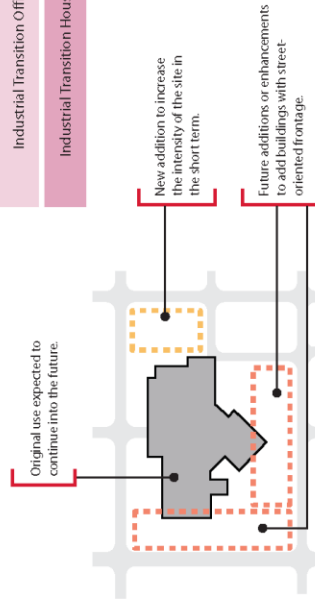 Industrial Transition Off
Industrial Transition Hous
Original use expected to
continue into the future.
New addition to increase
the intensity of the site in
the short term.
Future additions or enhancements
to add buildings with street-
oriented frontage.